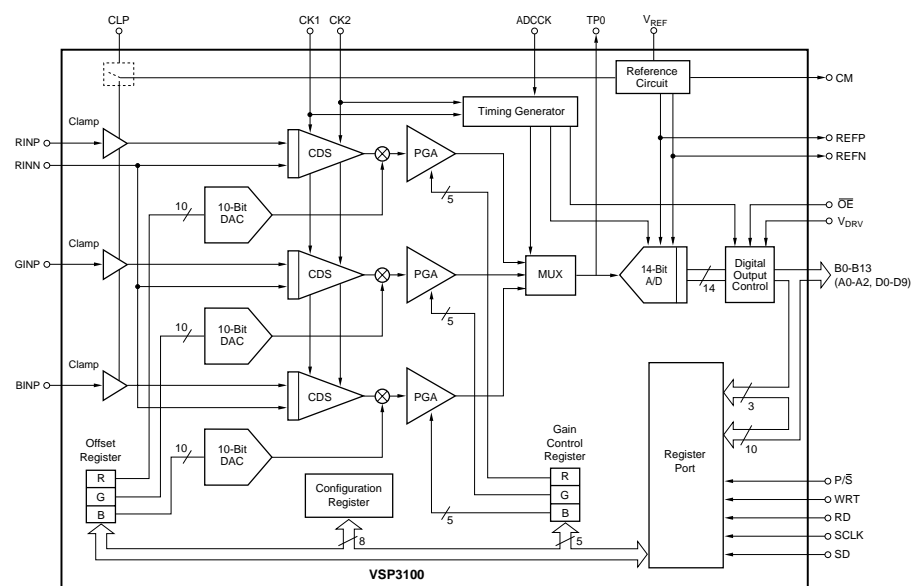 CLP
CK1
CK2
ADCCK
TP0
VREF
Reference
Circuit
CM
Clamp
Timing Generator
RINP
RINN
CDS
PGA
REFP
REFN
10
10-Bit
DAC
5
OE
VDRV
Clamp
GINP
CDS
PGA
MUX
14-Bit
A/D
14
Digital
Output
Control
B0-B13
(A0-A2, D0-D9)
10
10-Bit
DAC
5
Clamp
BINP
CDS
PGA
3
10
Offset
Register
10
10-Bit
DAC
Gain
Control
Register
Register
Port
R
G
B
Configuration
Register
R
G
B
5
P/S
WRT
RD
SCLK
SD
8
5
VSP3100